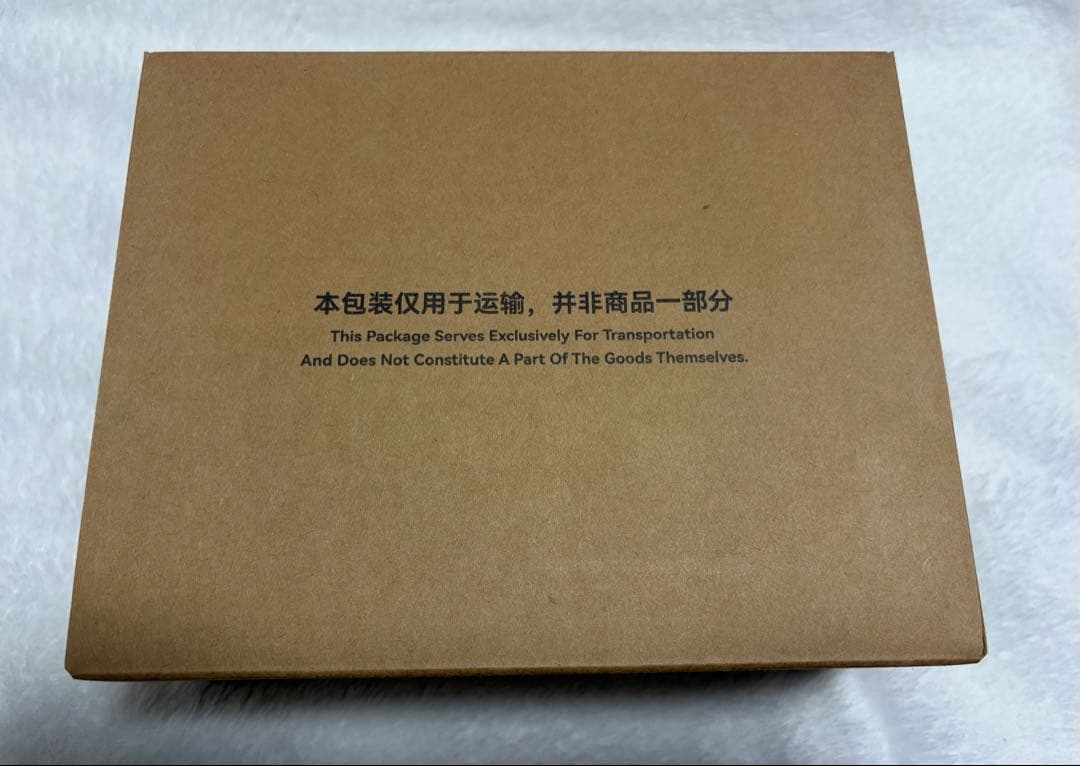 本包装仅用于运输，并非商品一部分
This Package Serves Exclusively For Transportation
And Does Not Constitute A Part Of The Goods Themselves.